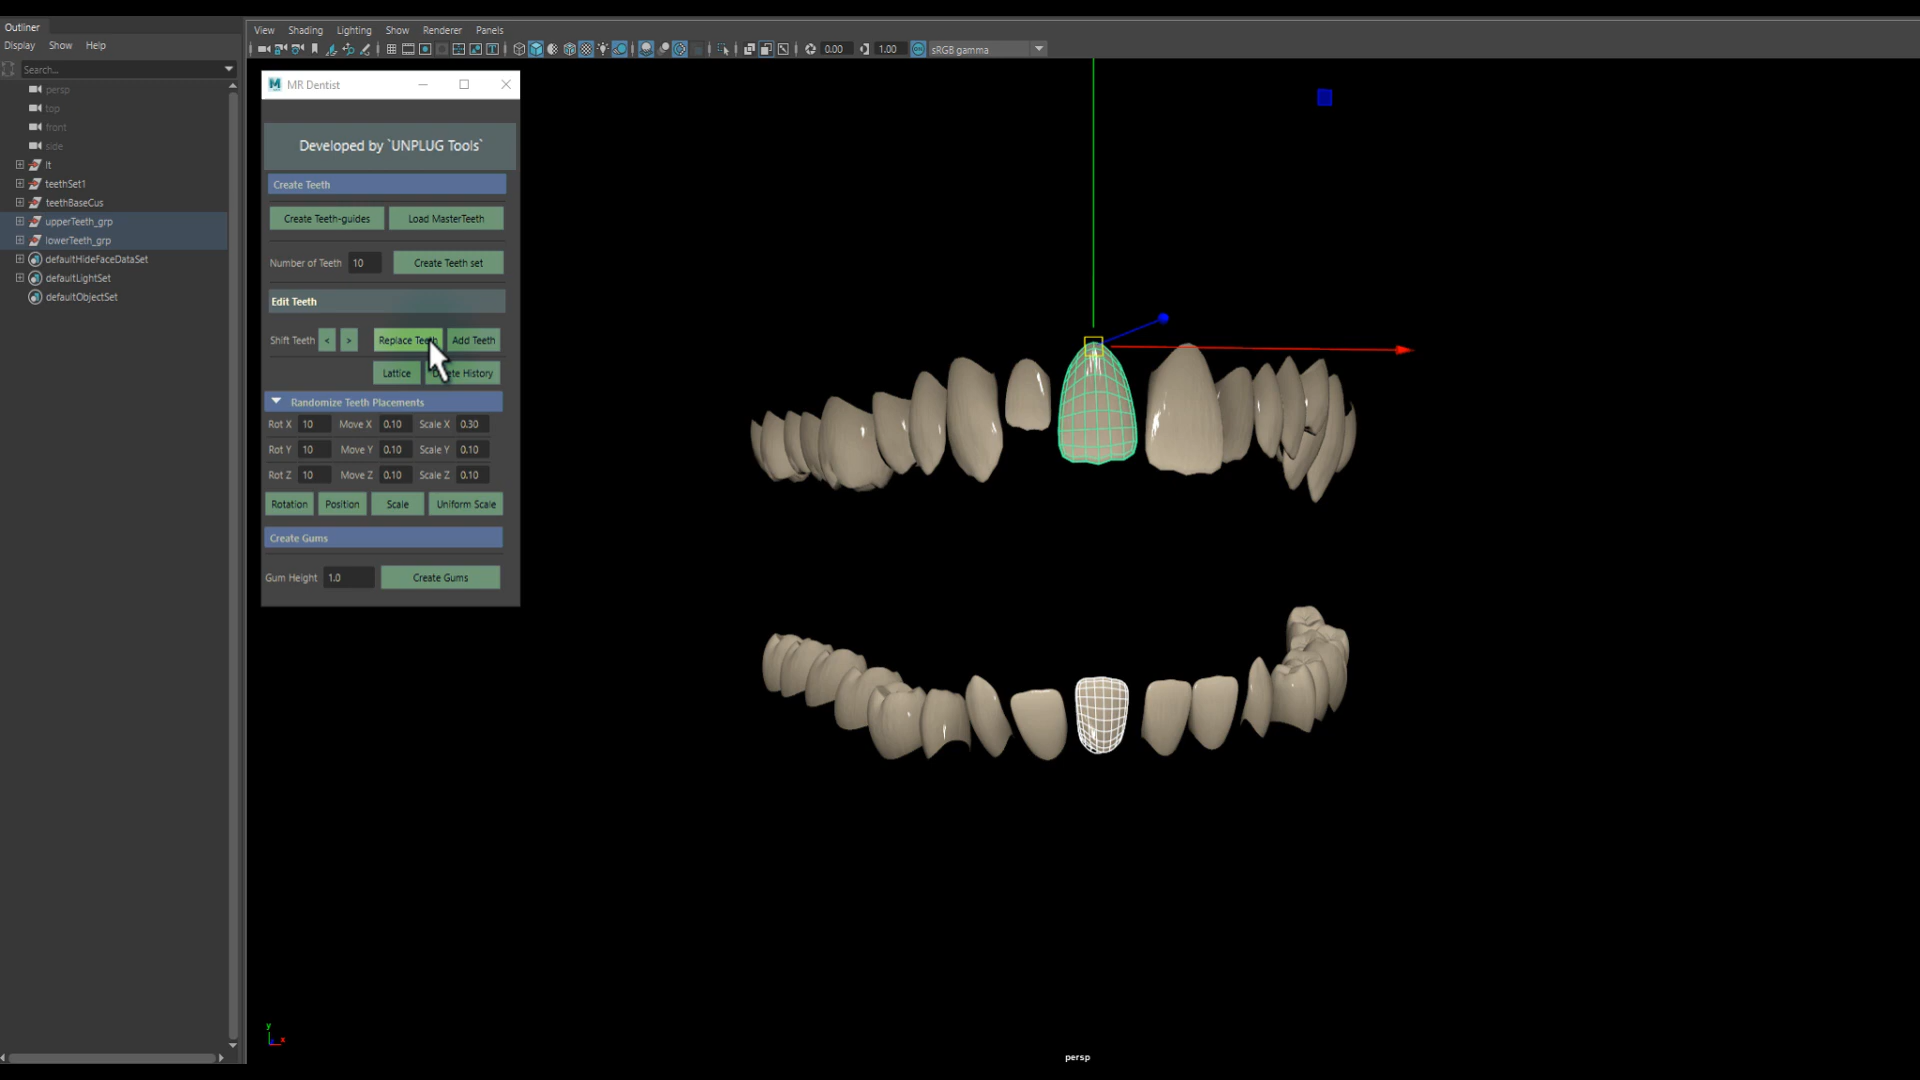 Outliner
Display Show Help
Search...
persp
top
front
side
lt
teethSet1
teethBaseCus
upperTeeth_grp
lowerTeeth_grp
defaultHideFaceDataSet
defaultLightSet
defaultObjectSet
View Shading Lighting Show Renderer Panels
0.00 1.00 sRGB gamma
MR Dentist
Developed by `UNPLUG Tools`
Create Teeth
Create Teeth-guides Load MasterTeeth
Number of Teeth 10 Create Teeth set
Edit Teeth
Shift Teeth < > Replace Teeth Add Teeth
Lattice History
Randomize Teeth Placements
Rot X 10 Move X 0.10 Scale X 0.30
Rot Y 10 Move Y 0.10 Scale Y 0.10
Rot Z 10 Move Z 0.10 Scale Z 0.10
Rotation Position Scale Uniform Scale
Create Gums
Gum Height 1.0 Create Gums
y
x
persp